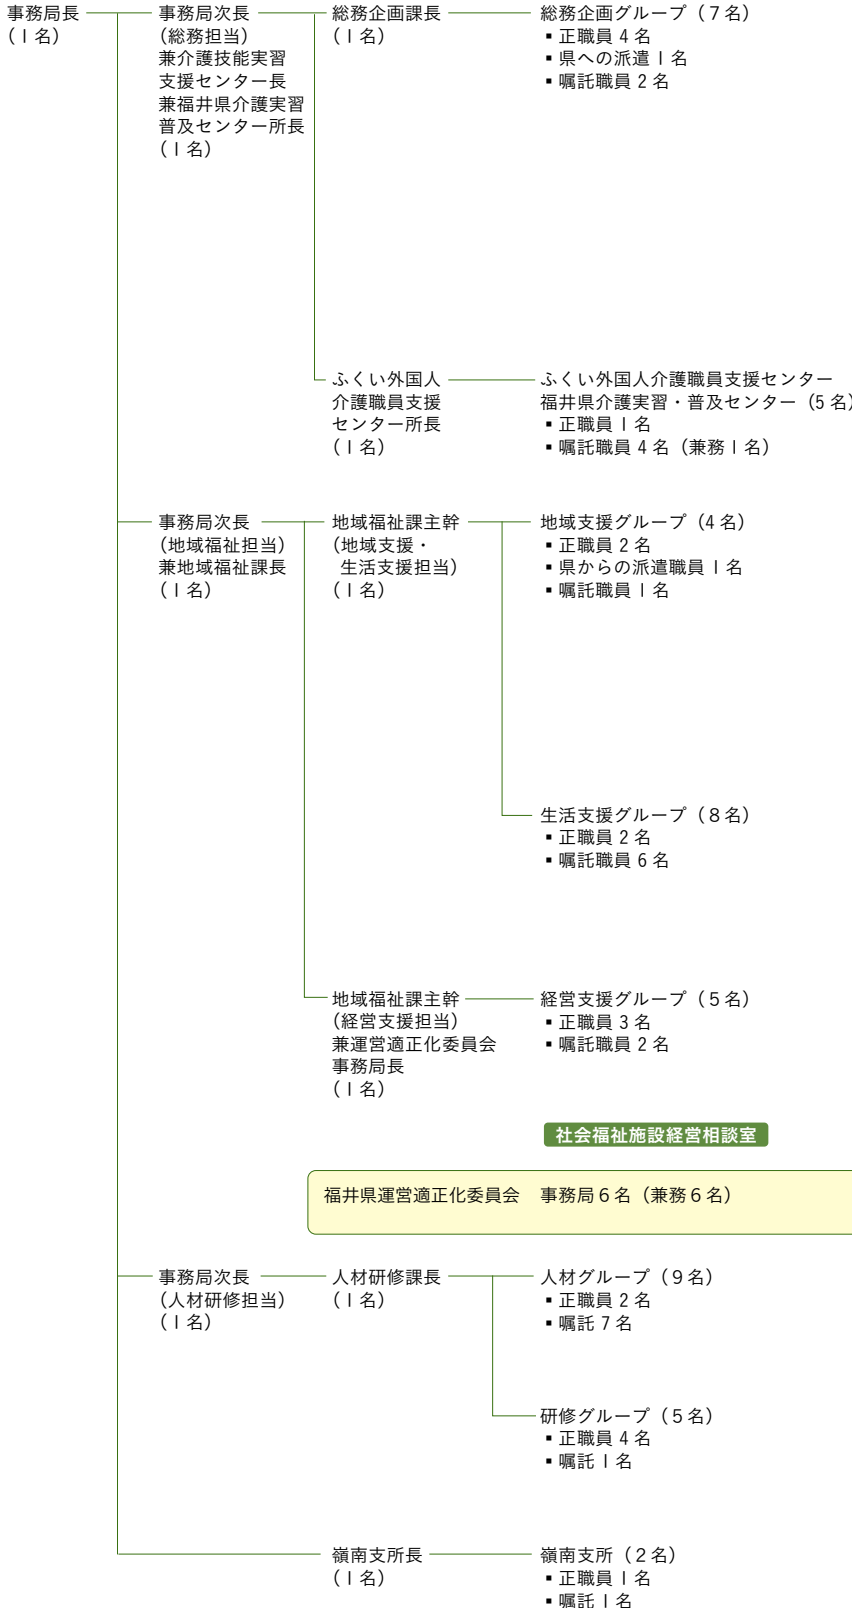 事務局長
(1名)
事務局次長
(総務担当)
兼介護技能実習
支援センター長
兼福井県介護実習
普及センター所長
(1名)
総務企画課長
(1名)
総務企画グループ(7名)
▪正職員4名
▪県への派遣1名
▪嘱託職員2名
ふくい外国人
介護職員支援
センター所長
(1名)
ふくい外国人介護職員支援センター
福井県介護実習・普及センター(5名)
▪正職員1名
▪嘱託職員4名(兼務1名)
事務局次長
(地域福祉担当)
兼地域福祉課長
(1名)
地域福祉課主幹
(地域支援・
生活支援担当)
(1名)
地域支援グループ(4名)
▪正職員2名
▪県からの派遣職員1名
▪嘱託職員1名
生活支援グループ(8名)
▪正職員2名
▪嘱託職員6名
地域福祉課主幹
(経営支援担当)
兼運営適正化委員会
事務局長
(1名)
経営支援グループ(5名)
▪正職員3名
▪嘱託職員2名
社会福祉施設経営相談室
福井県運営適正化委員会 事務局6名(兼務6名)
事務局次長
(人材研修担当)
(1名)
人材研修課長
(1名)
人材グループ(9名)
▪正職員2名
▪嘱託7名
研修グループ(5名)
▪正職員4名
▪嘱託1名
嶺南支所長
(1名)
嶺南支所(2名)
▪正職員1名
▪嘱託1名